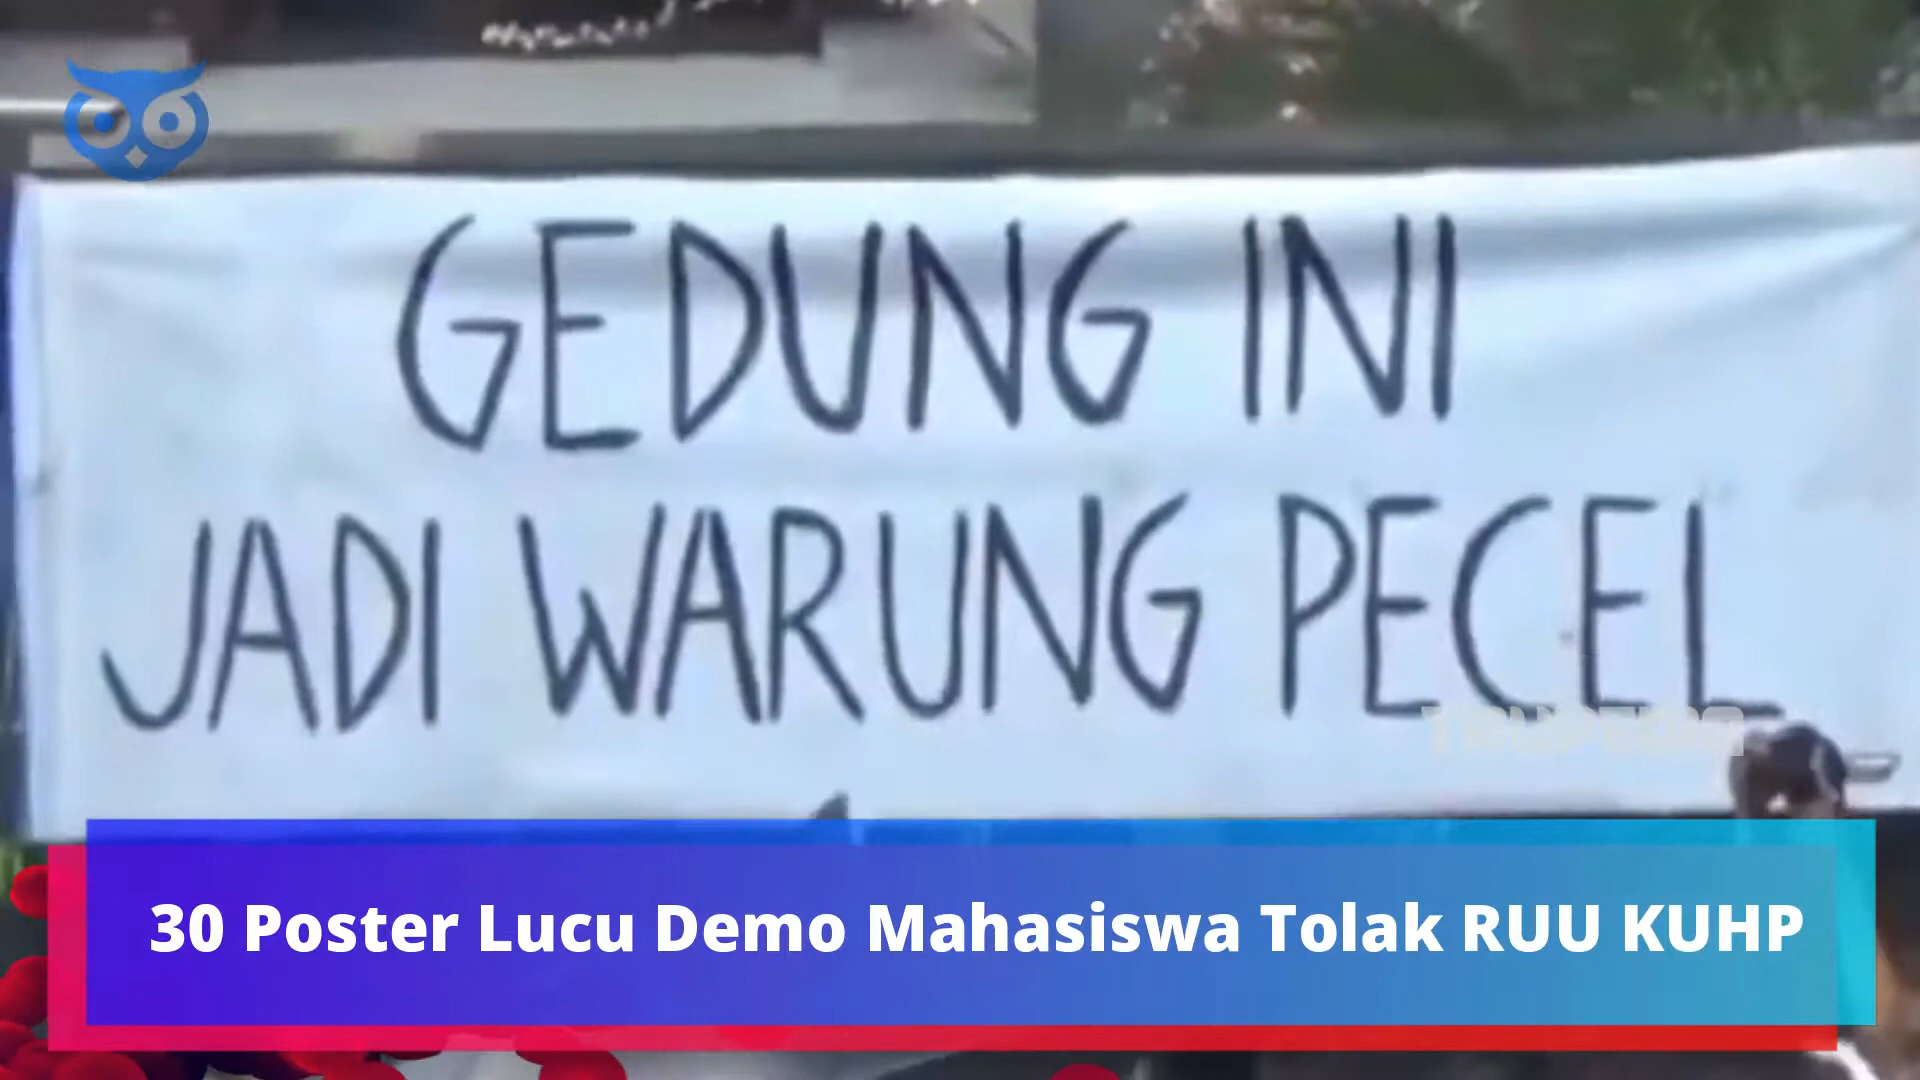 GEDUNG INI
JADI WARUNG PECEL
30 Poster Lucu Demo Mahasiswa Tolak RUU KUHP